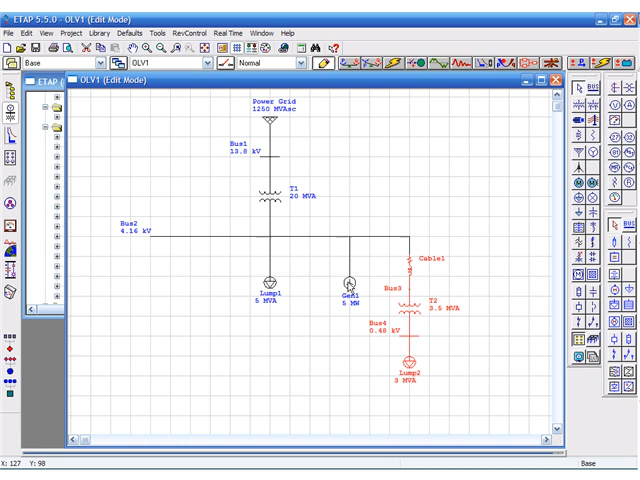 ETAP 5.5.0 - OLV1 (Edit Mode)
File Edit View Project Library Defaults Tools RevControl Real Time Window Help
Base
OLV1
Normal
ETAP
OLV1 (Edit Mode)
BUS
BUS
Power Grid
1250 MVAsc
Bus1
13.8 kV
T1
20 MVA
Bus2
4.16 kV
Cable1
Lump1
5 MVA
Gen1
5 MW
Bus3
T2
3.5 MVA
Bus4
0.48 kV
Lump2
3 MVA
X: 127 Y: 98
Base